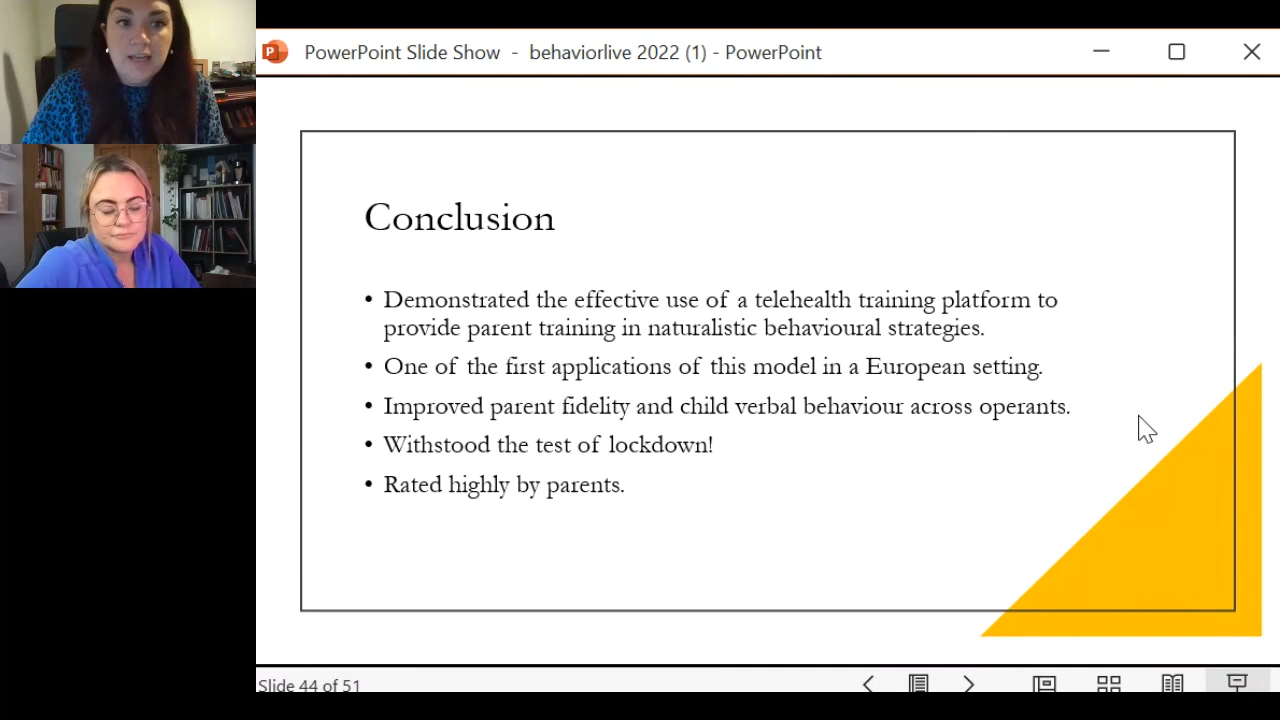 PowerPoint Slide Show - behaviorlive 2022 (1) - PowerPoint
Conclusion
• Demonstrated the effective use of a telehealth training platform to
provide parent training in naturalistic behavioural strategies.
• One of the first applications of this model in a European setting.
• Improved parent fidelity and child verbal behaviour across operants.
• Withstood the test of lockdown!
• Rated highly by parents.
Slide 44 of 51